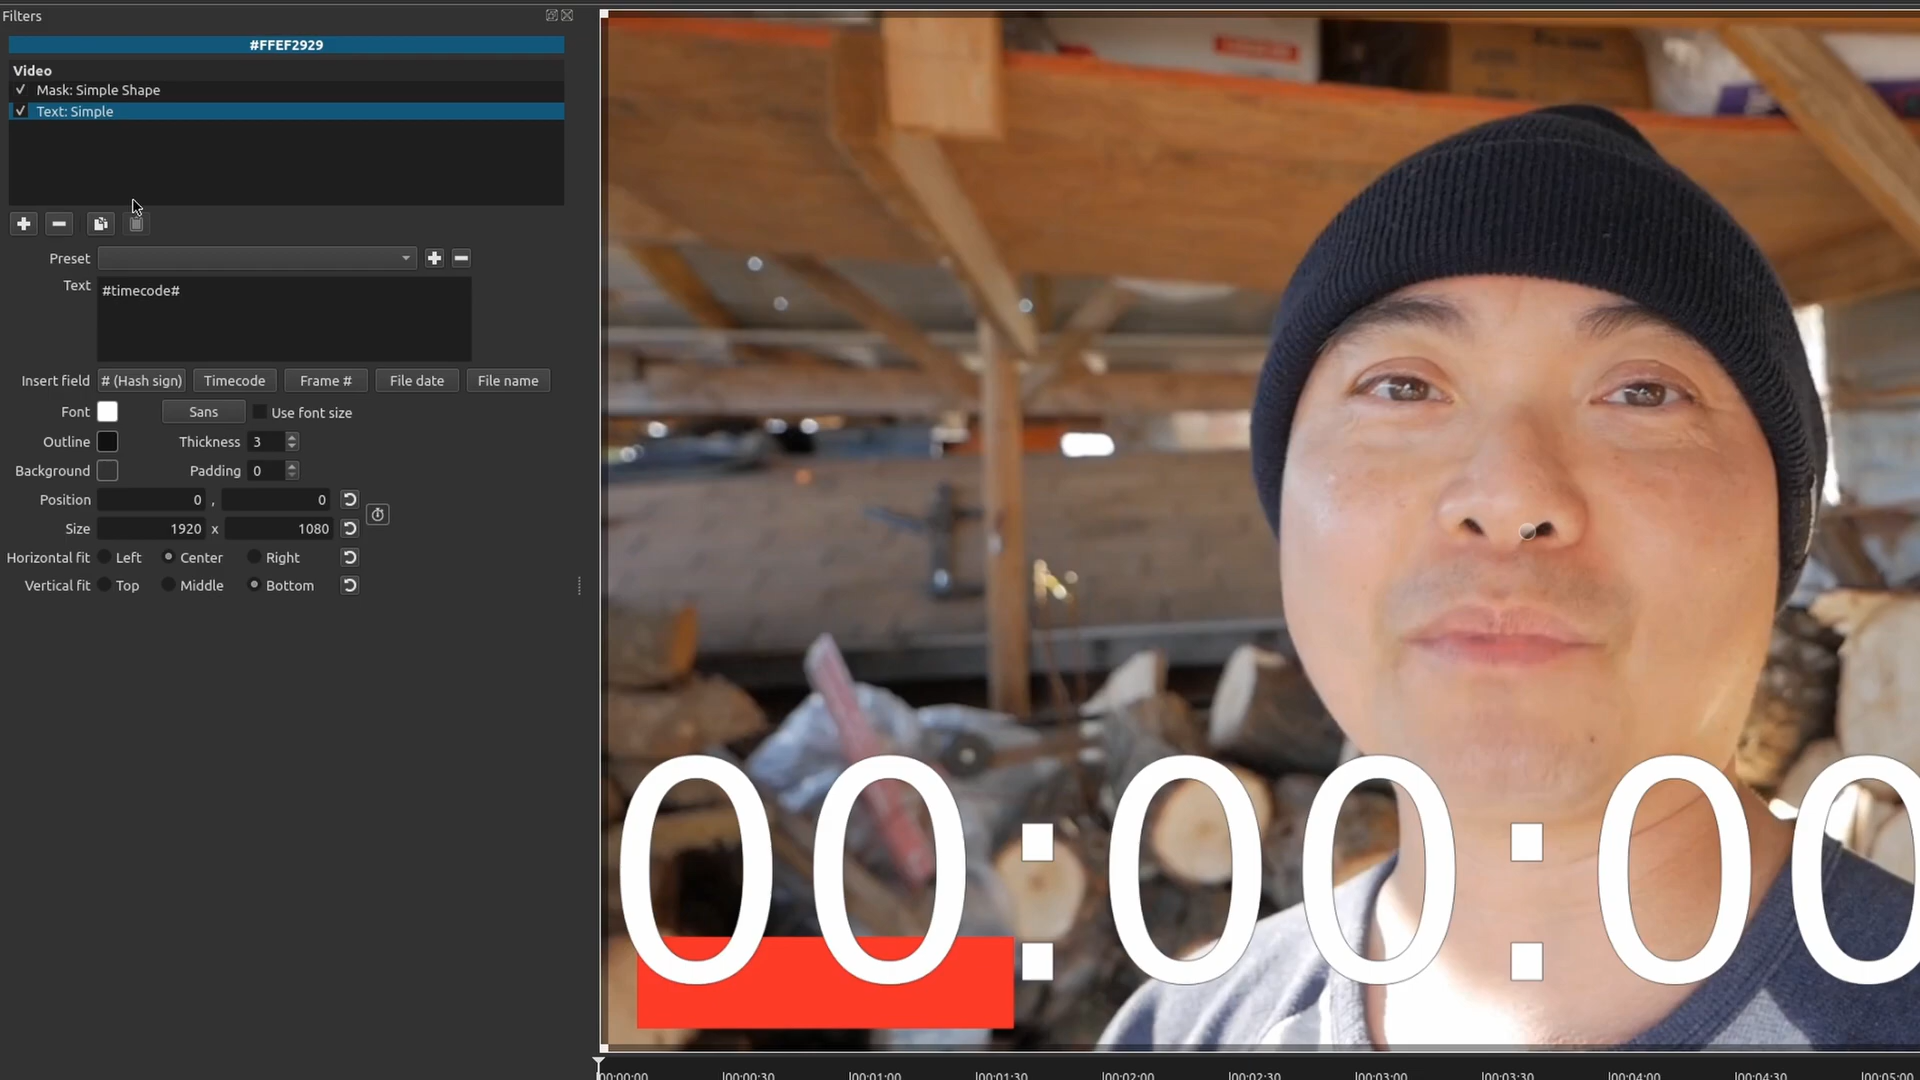 Filters
#FFEF2929
Video
Mask: Simple Shape
Text: Simple
Preset
Text
#timecode#
Insert field # (Hash sign) Timecode Frame # File date File name
Font Sans Use font size
Outline Thickness 3
Background Padding 0
Position 0 , 0
Size 1920 x 1080
Horizontal fit Left Center Right
Vertical fit Top Middle Bottom
00:00:00
00:00:00 00:00:30 00:01:00 00:01:30 00:02:00 00:02:30 00:03:00 00:03:30 00:04:00 00:04:30 00:05:00